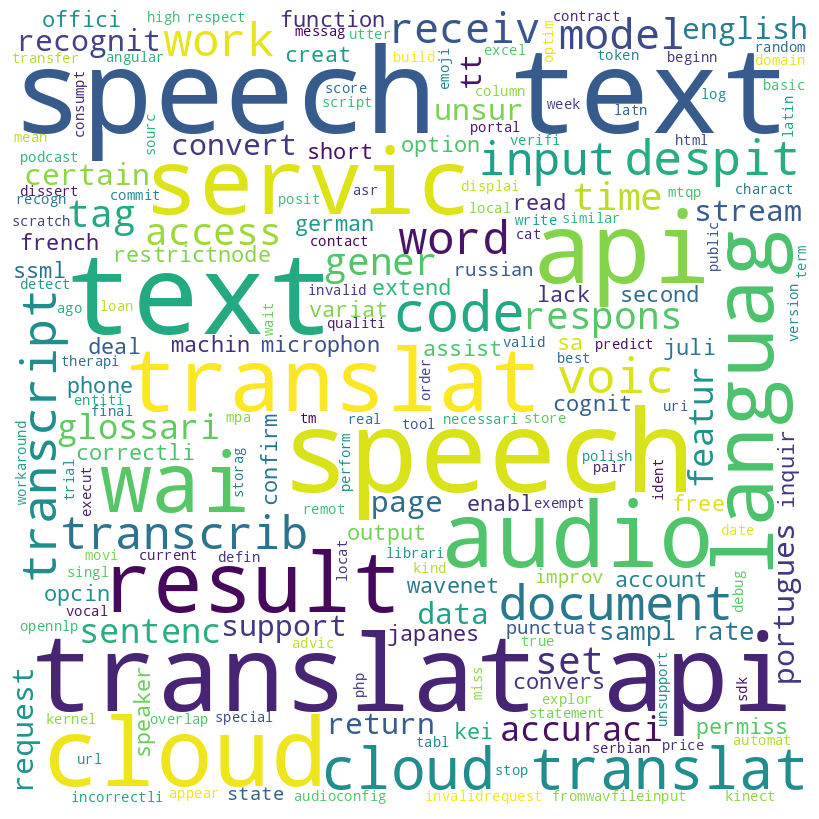 offici high respect function receiv contract english
recognit work messag utter model random
transfer angular creat build emoji excel optim token beginn domain
speech text
consumpt score script tt column week log basic
mean sourc convert short unsur portal latn html latin
podcast certain option verifi input despit
dissert recogn commit servic posit asr displai read time mtqp charact
scratch tag access german local write similar stream
french restrictnode contact word cat api public
ssml text invalid gener russian lack second term
detect ago loan wait variat extend code respons version
transcript therapi deal machin microphon qualiti assist valid sa best predict juli
phone entiti final translat order voic cognit uri featur languag
workaround glossari mpa tm real tool necessari store polish pair inquir
trial correctli confirm speech perform ident
execut wai storag remot page enabl exempt free
transcrib output audio date
movi current defin locat librari kind improv account debug
singl vocal result wavenet
opcin data document portugues
opennlp sentenc support advic japanes punctuat sampl rate
true
translat api set convers unsupport sdk
request php miss explor
kernel speaker overlap special return kei accuraci statement permiss
cloud tabl serbian price automat
url cloud stop translat
incorrectli appear state audioconfig invalidrequest fromwavfileinput kinect